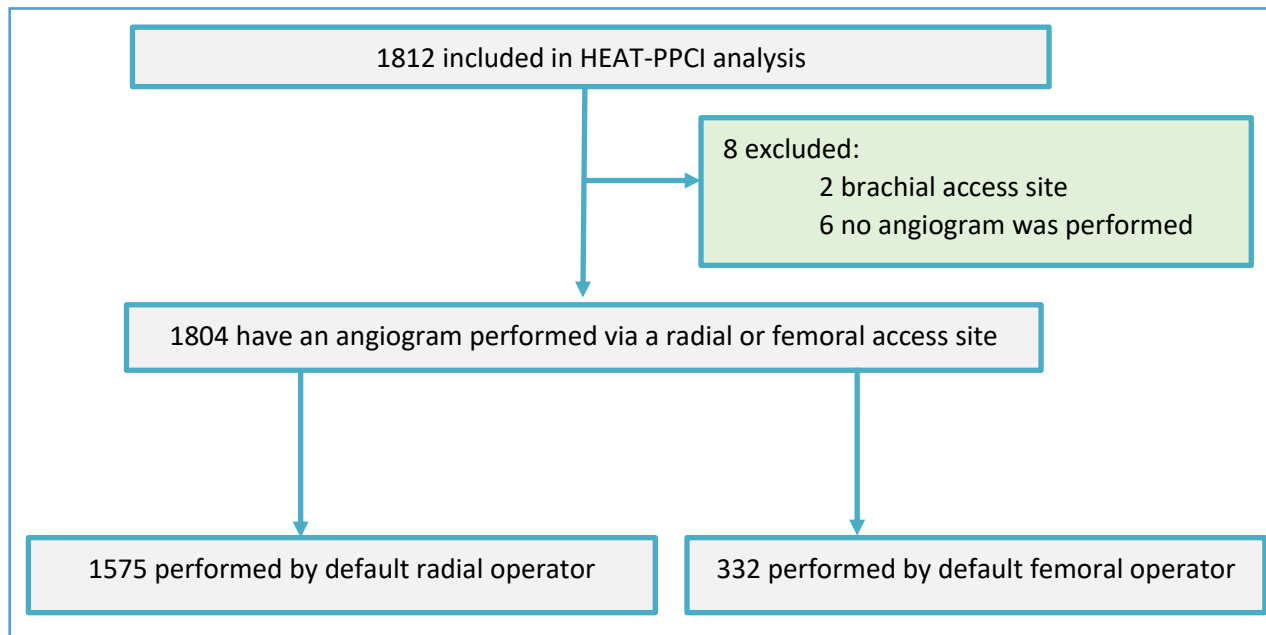 1812 included in HEAT-PPCI analysis
8 excluded:
2 brachial access site
6 no angiogram was performed
1804 have an angiogram performed via a radial or femoral access site
1575 performed by default radial operator
332 performed by default femoral operator